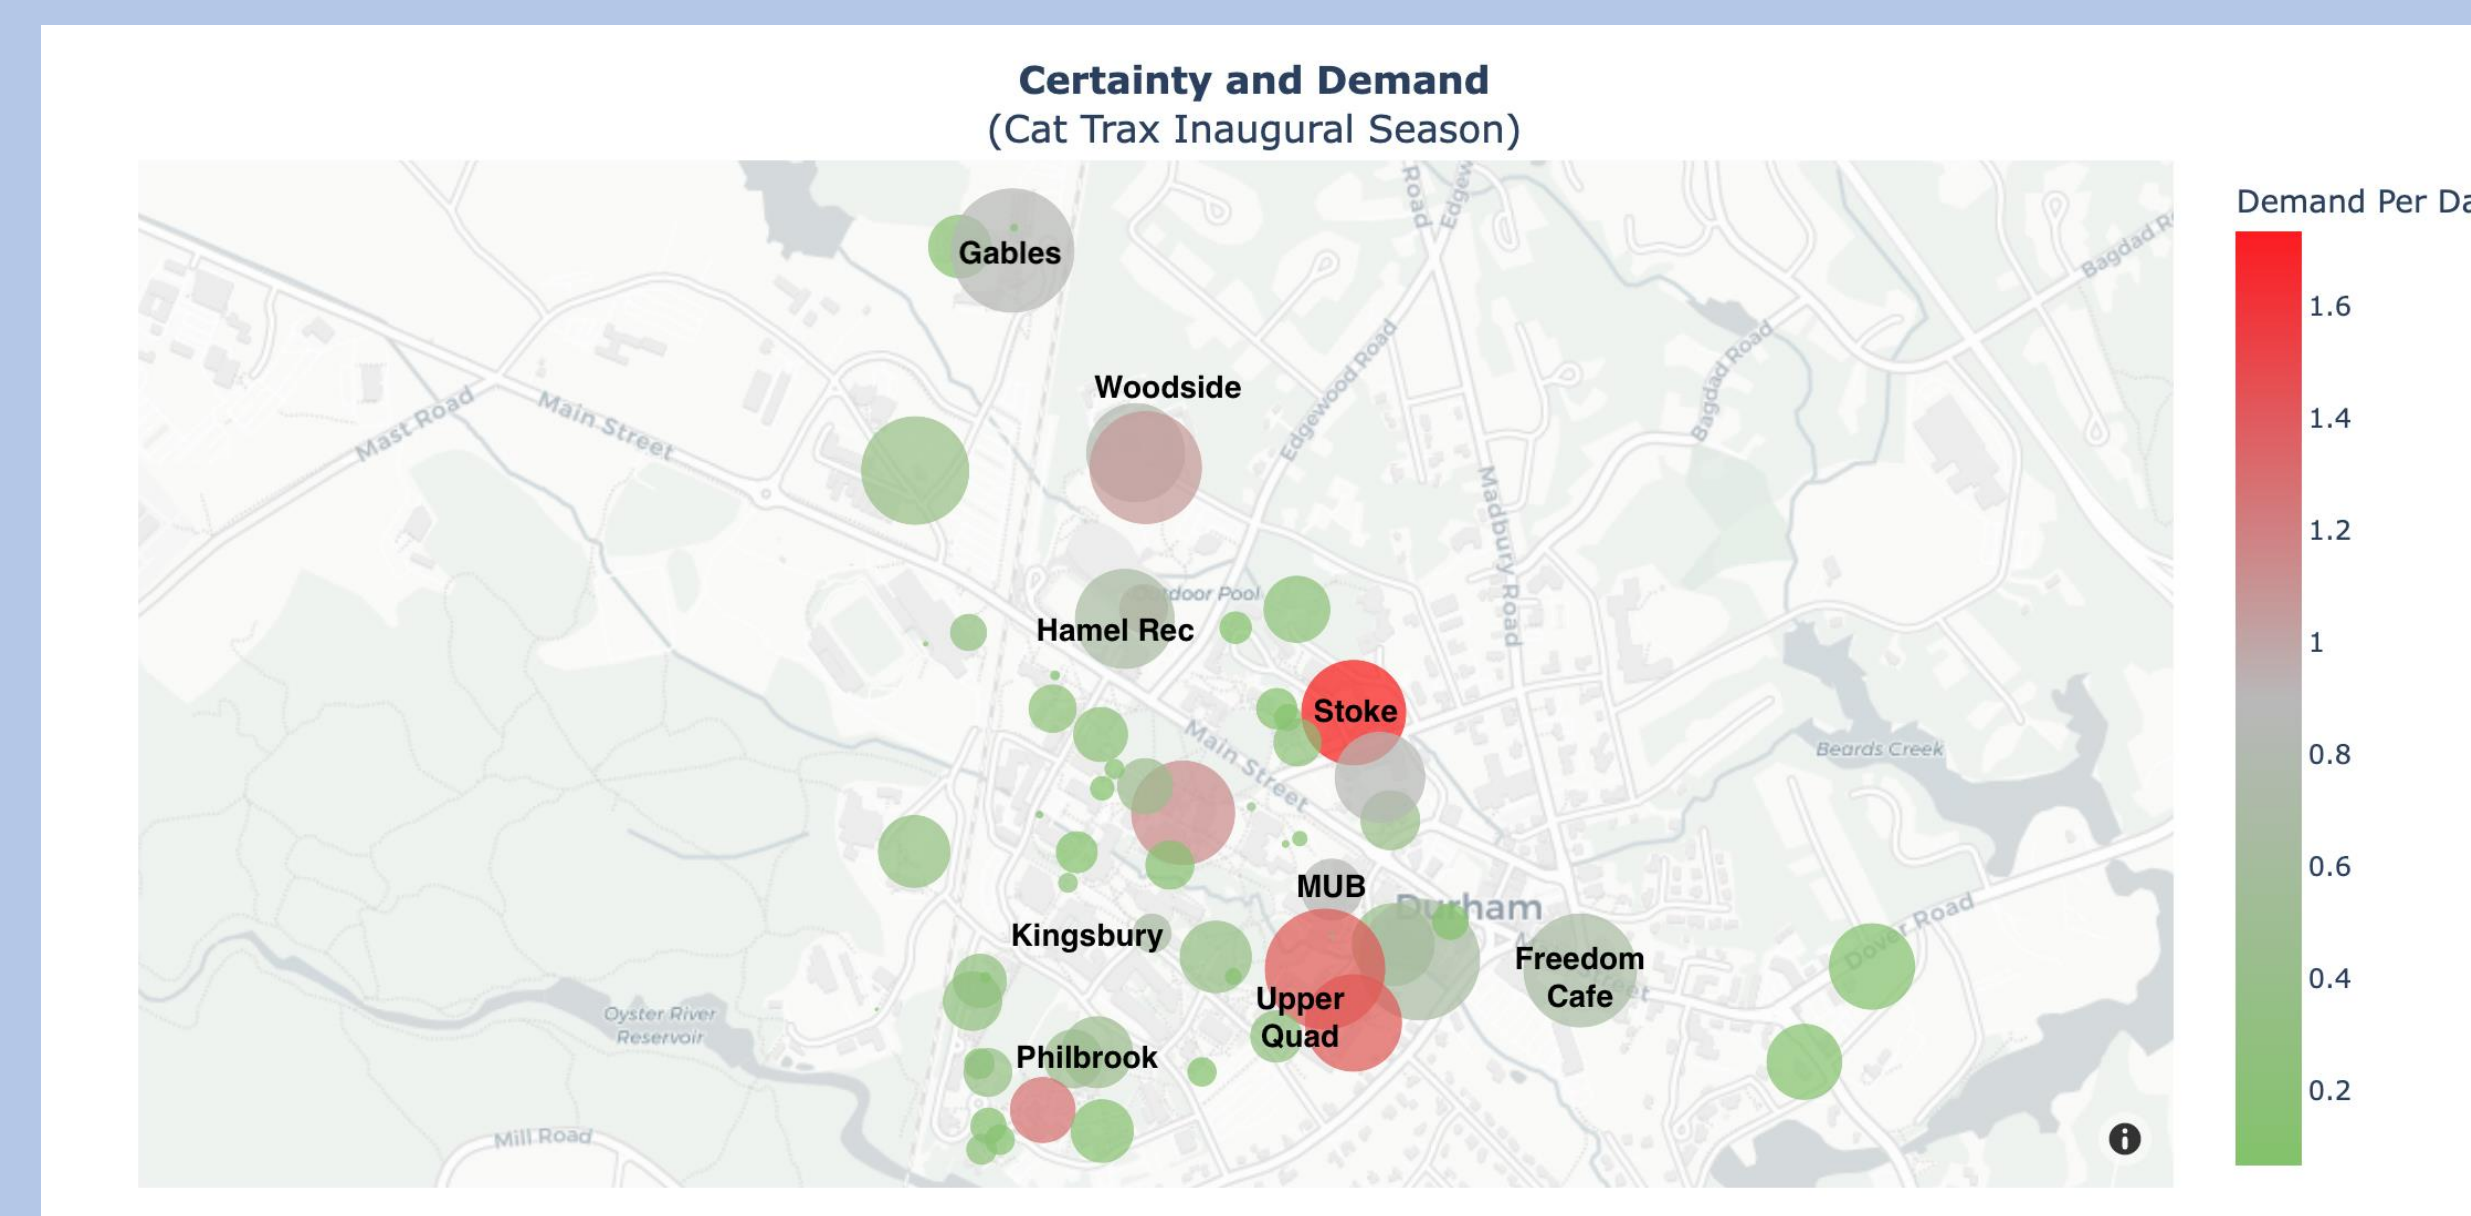 Certainty and Demand
(Cat Trax Inaugural Season)
Demand Per Da
1.6
1.4
1.2
1
0.8
0.6
0.4
0.2
Road
Edgew
Bagdad R
Gables
Woodside
Mast Road
Main Street
Edgewood Road
Bagdad Road
Madbury Road
door Pool
Hamel Rec
Stoke
Main Street
Beards Creek
MUB
Durham
Kingsbury
Freedom
Cafe
Dover Road
Upper
Quad
Oyster River
Reservoir
Philbrook
Mill Road